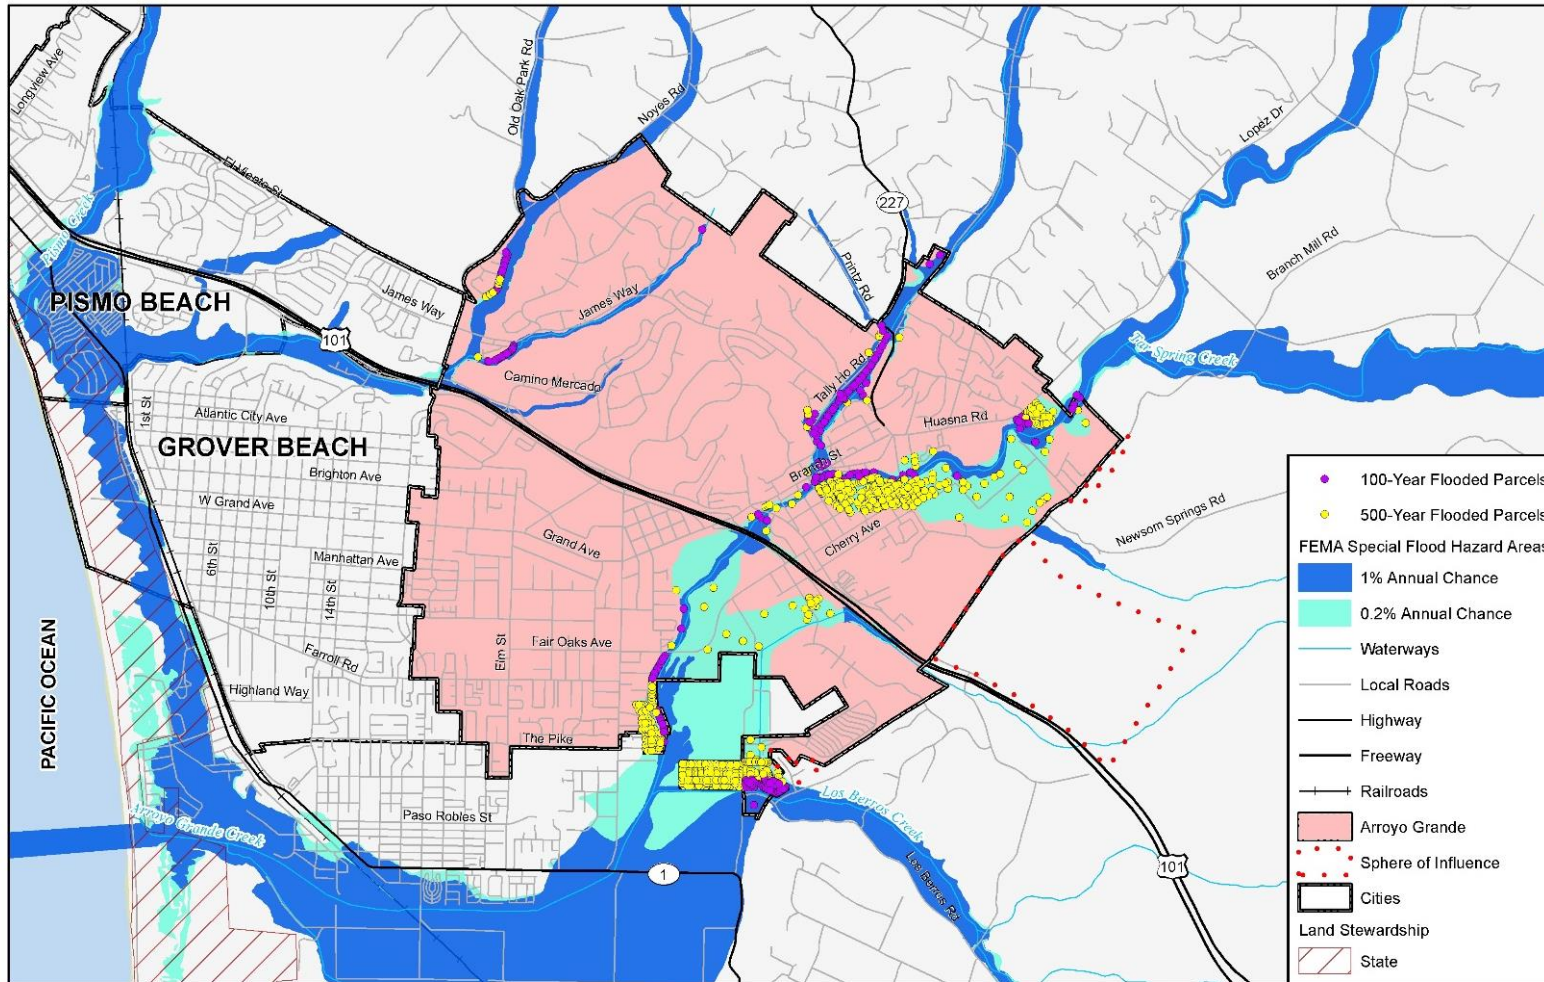 Longview Ave
Old Oak Park Rd
Noyes Rd
Lopez Dr
El Viento St
Pismo Creek
227
Branch Mill Rd
Printz Rd
PISMO BEACH
James Way
James Way
101
Tar Spring Creek
Camino Mercado
Tally Ho Rd
1st St
Atlantic City Ave
Huasna Rd
GROVER BEACH
Branch St
Brighton Ave
W Grand Ave
Newsom Springs Rd
Grand Ave
Cherry Ave
6th St
Manhattan Ave
10th St
14th St
Elm St
Fair Oaks Ave
Farroll Rd
Highland Way
PACIFIC OCEAN
The Pike
Los Berros Creek
Paso Robles St
Arroyo Grande Creek
Los Berros Rd
1
101
100-Year Flooded Parcels
500-Year Flooded Parcels
FEMA Special Flood Hazard Areas
1% Annual Chance
0.2% Annual Chance
Waterways
Local Roads
Highway
Freeway
Railroads
Arroyo Grande
Sphere of Influence
Cities
Land Stewardship
State